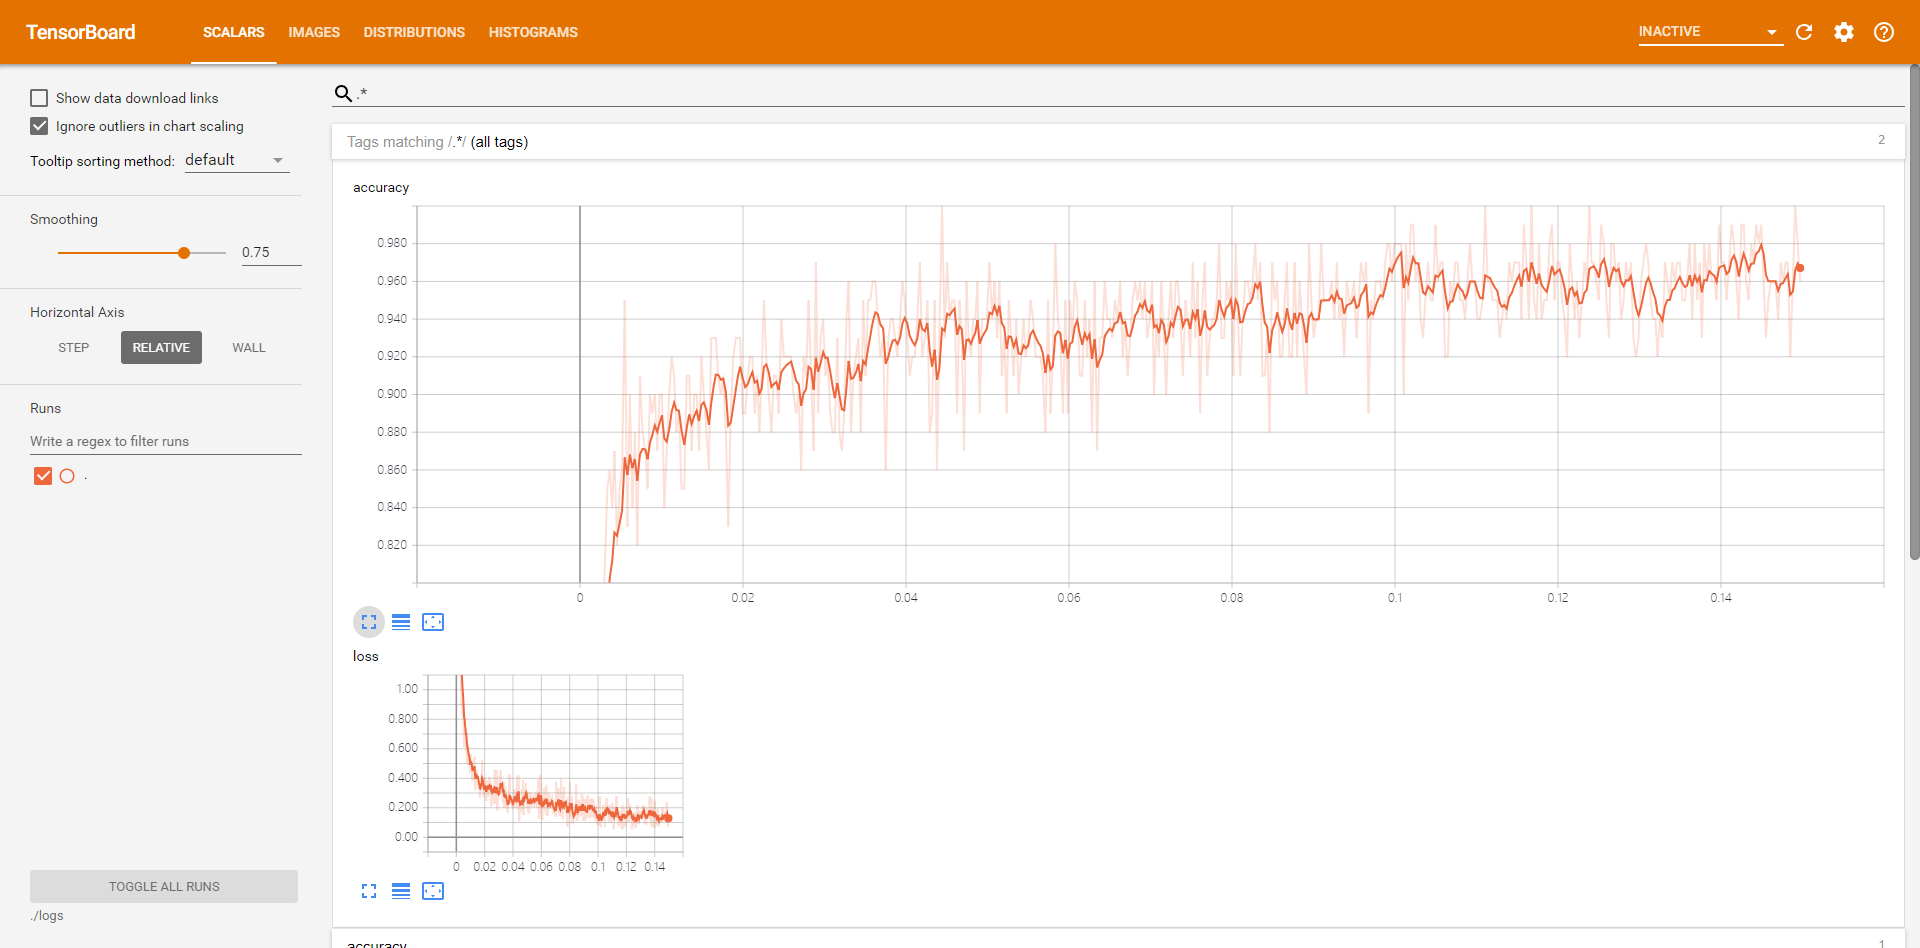 TensorBoard SCALARS IMAGES DISTRIBUTIONS HISTOGRAMS INACTIVE
Show data download links
Ignore outliers in chart scaling
Tooltip sorting method: default
Smoothing
0.75
Horizontal Axis
STEP RELATIVE WALL
Runs
Write a regex to filter runs
.
TOGGLE ALL RUNS
./logs
.*
Tags matching /.*/ (all tags) 2
accuracy
0.980
0.960
0.940
0.920
0.900
0.880
0.860
0.840
0.820
0 0.02 0.04 0.06 0.08 0.1 0.12 0.14
loss
1.00
0.800
0.600
0.400
0.200
0.00
0 0.02 0.04 0.06 0.08 0.1 0.12 0.14
accuracy 1